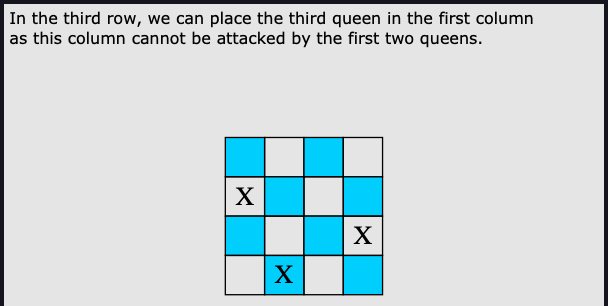 In the third row, we can place the third queen in the first column
as this column cannot be attacked by the first two queens.
X
X
X